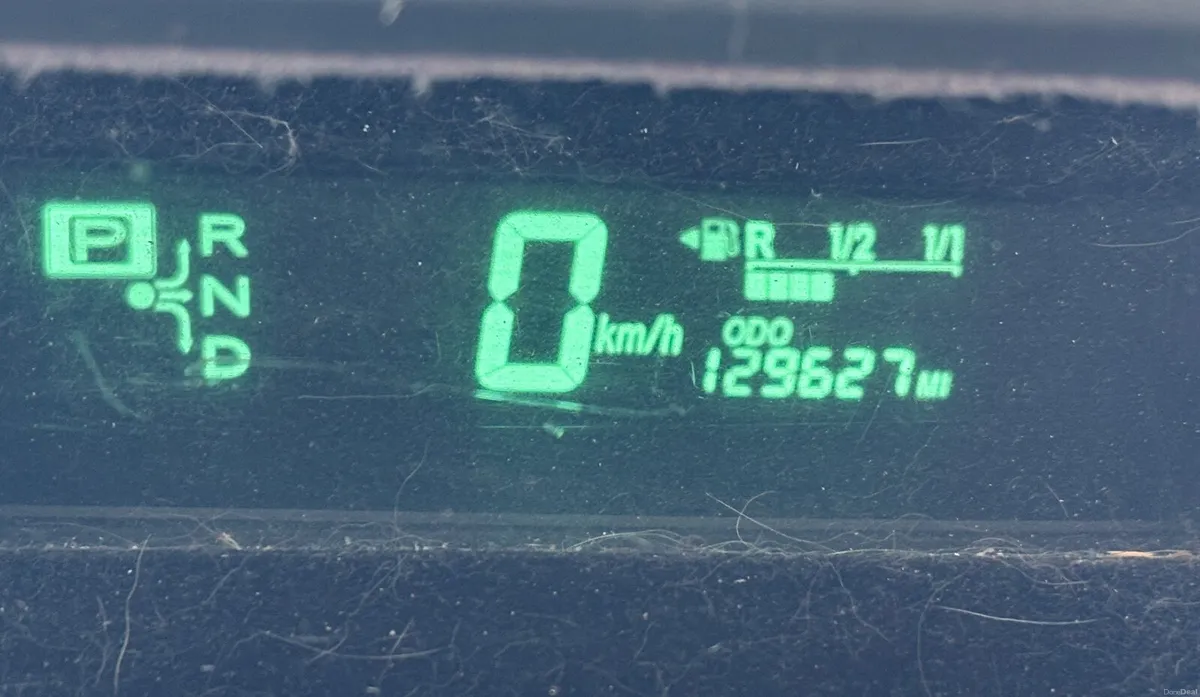 P R
N
D
0 km/h
R 1/2 1/1
ODO
129627 MI